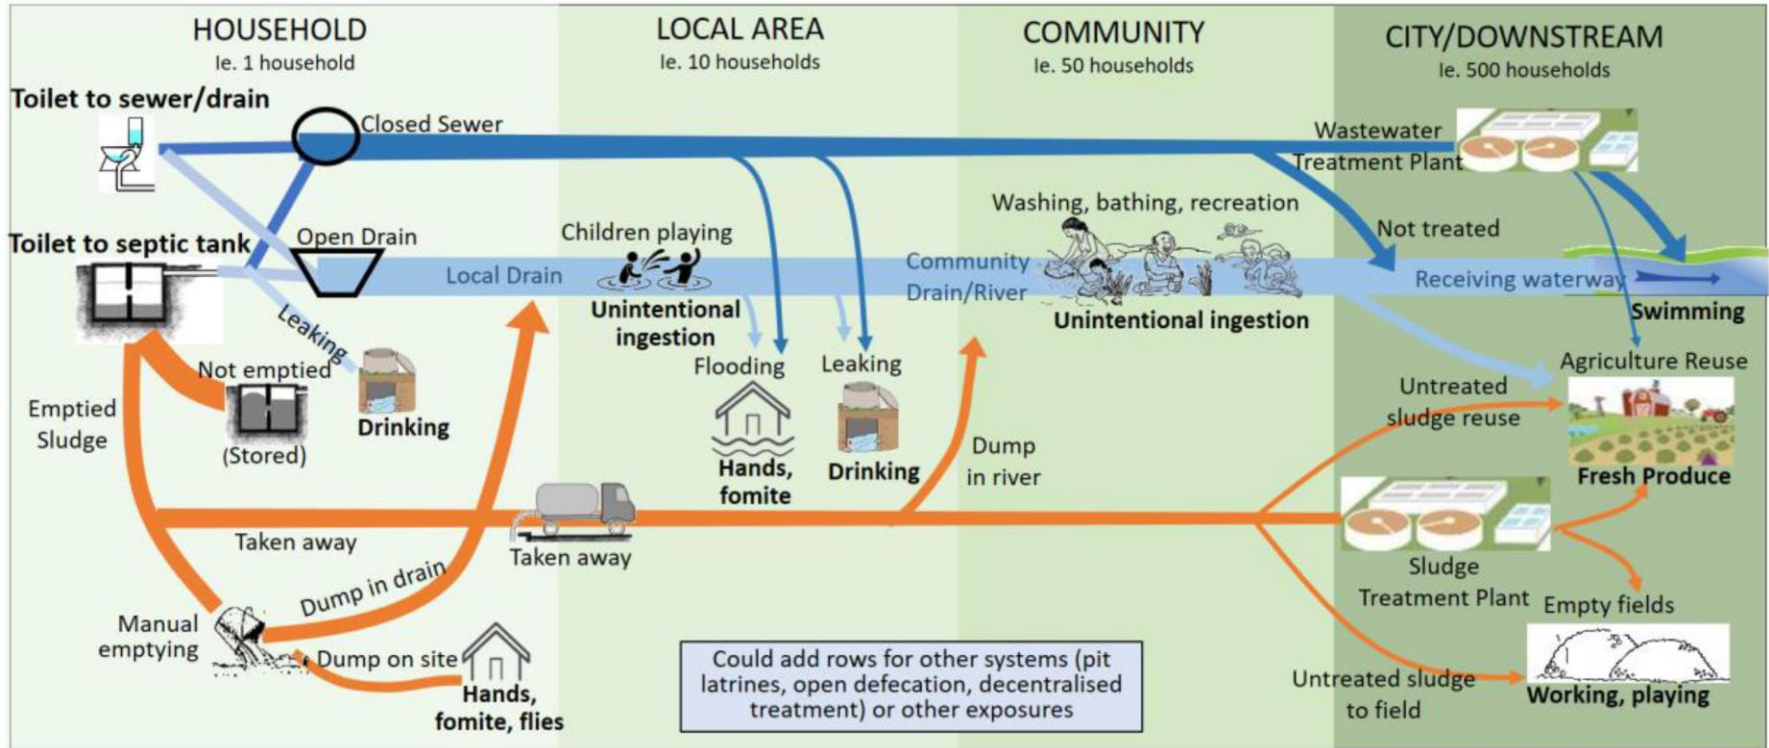 HOUSEHOLD
Ie. 1 household
LOCAL AREA
Ie. 10 households
COMMUNITY
Ie. 50 households
CITY/DOWNSTREAM
Ie. 500 households
Toilet to sewer/drain
Closed Sewer
Wastewater
Treatment Plant
Toilet to septic tank
Open Drain
Local Drain
Children playing
Unintentional
ingestion
Washing, bathing, recreation
Community
Drain/River
Unintentional ingestion
Not treated
Receiving waterway
Swimming
Leaking
Drinking
Not emptied
(Stored)
Emptied
Sludge
Flooding
Hands,
fomite
Leaking
Drinking
Dump
in river
Agriculture Reuse
Untreated
sludge reuse
Fresh Produce
Taken away
Taken away
Dump in drain
Manual
emptying
Dump on site
Hands,
fomite, flies
Sludge
Treatment Plant
Empty fields
Untreated sludge
to field
Working, playing
Could add rows for other systems (pit
latrines, open defecation, decentralised
treatment) or other exposures